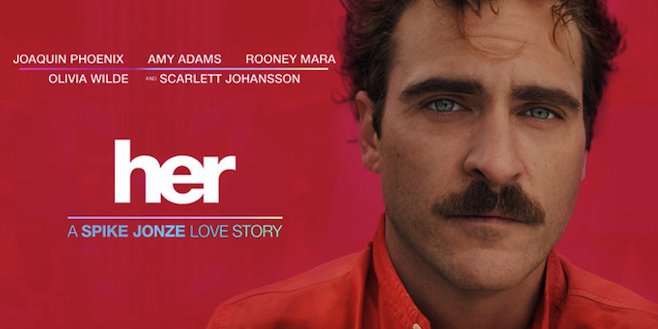 JOAQUIN PHOENIX AMY ADAMS ROONEY MARA
OLIVIA WILDE AND SCARLETT JOHANSSON
her
A SPIKE JONZE LOVE STORY